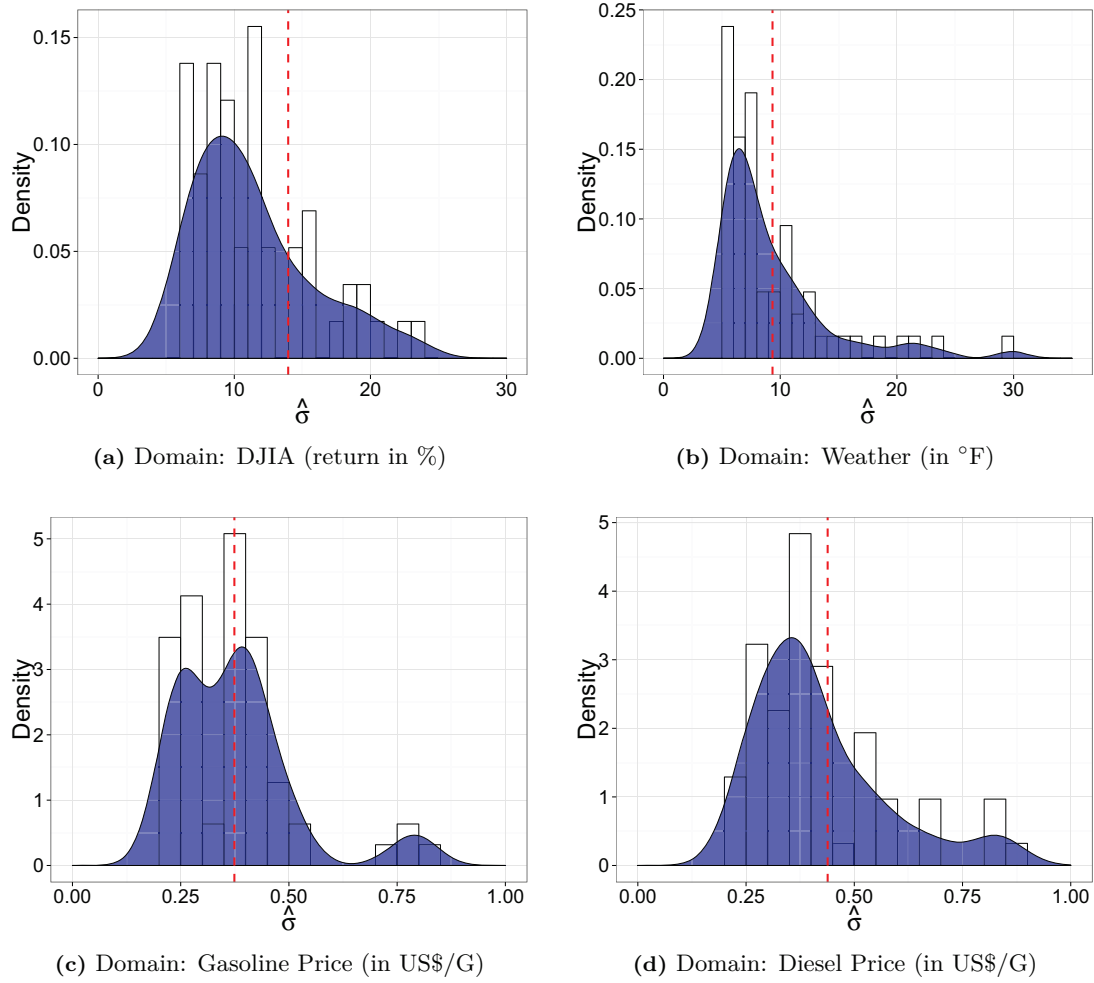 0.15
0.10
0.05
0.00
Density
0 10 20 30
σ̂
(a) Domain: DJIA (return in %)
0.25
0.20
0.15
0.10
0.05
0.00
Density
0 10 20 30
σ̂
(b) Domain: Weather (in °F)
5
4
3
2
1
0
Density
0.00 0.25 0.50 0.75 1.00
σ̂
(c) Domain: Gasoline Price (in US$/G)
5
4
3
2
1
0
Density
0.00 0.25 0.50 0.75 1.00
σ̂
(d) Domain: Diesel Price (in US$/G)